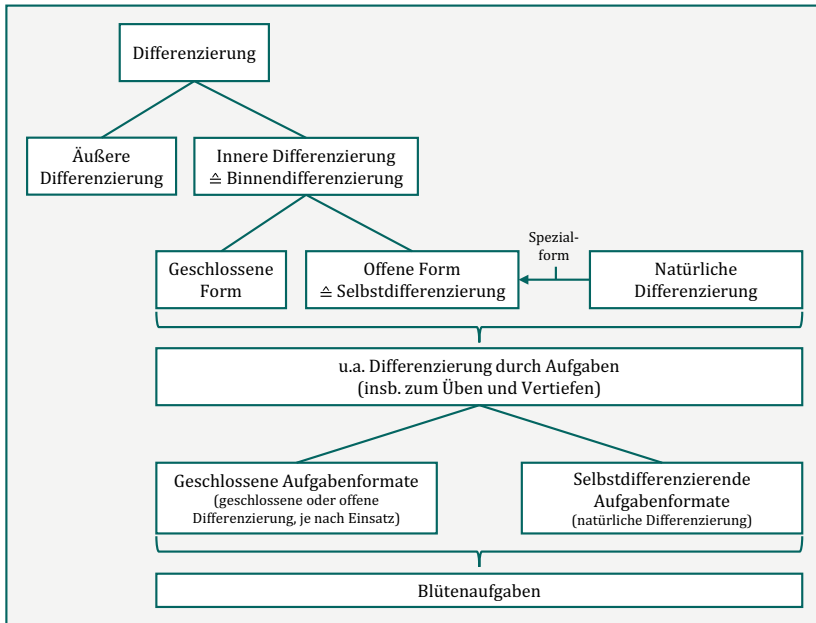 Differenzierung
Äußere
Differenzierung
Innere Differenzierung
≙ Binnendifferenzierung
Spezial-
form
Geschlossene
Form
Offene Form
≙ Selbstdifferenzierung
Natürliche
Differenzierung
u.a. Differenzierung durch Aufgaben
(insb. zum Üben und Vertiefen)
Geschlossene Aufgabenformate
(geschlossene oder offene
Differenzierung, je nach Einsatz)
Selbstdifferenzierende
Aufgabenformate
(natürliche Differenzierung)
Blütenaufgaben